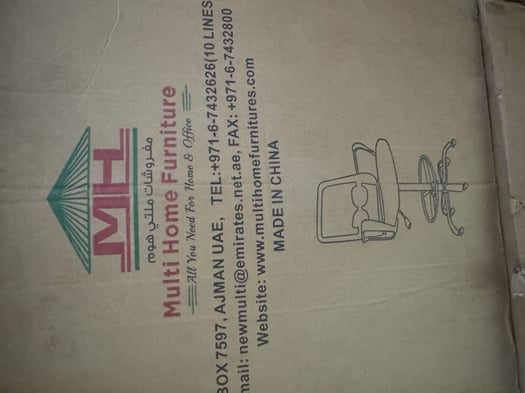 MH
مفروشات ملتي هوم
Multi Home Furniture
All You Need For Home & Office
BOX 7597, AJMAN UAE, TEL:+971-6-7432626(10 LINES
mail: newmulti@emirates.net.ae, FAX: +971-6-7432800
Website: www.multihomefurnitures.com
MADE IN CHINA